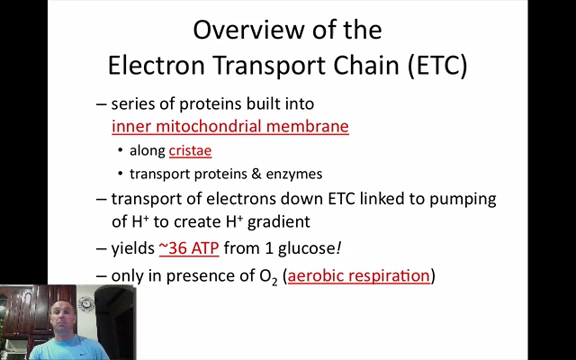 Overview of the
Electron Transport Chain (ETC)
– series of proteins built into
inner mitochondrial membrane
• along cristae
• transport proteins & enzymes
– transport of electrons down ETC linked to pumping
of H⁺ to create H⁺ gradient
– yields ~36 ATP from 1 glucose!
– only in presence of O₂ (aerobic respiration)